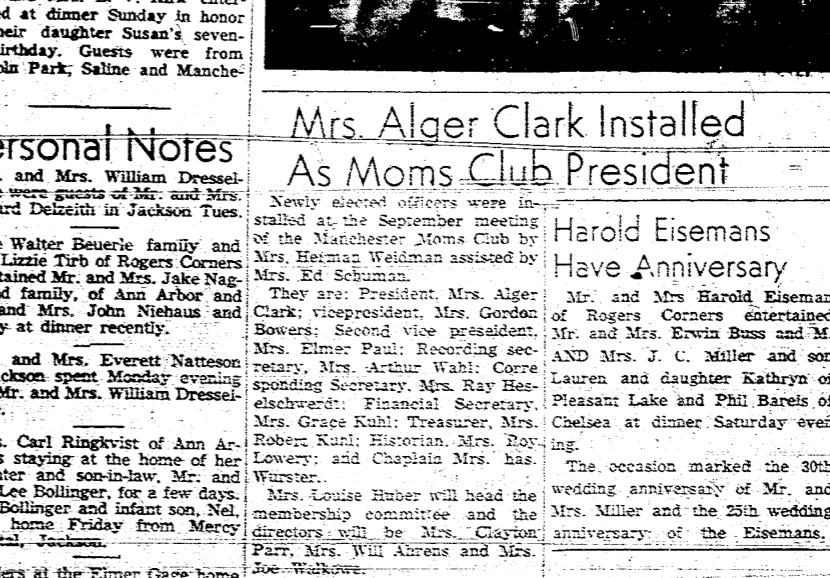 ed at dinner Sunday in honor
their daughter Susan's seven-
birthday. Guests were from
Park, Saline and Manche-
ersonal Notes
. and Mrs. William Dressel-
were guests of Mr. and Mrs.
ard Delzeith in Jackson Tues.
Walter Beuerle family and
Lizzie Tirb of Rogers Corners
tained Mr. and Mrs. Jake Nag-
d family, of Ann Arbor and
and Mrs. John Niehaus and
y at dinner recently.
and Mrs. Everett Natteson
ckson spent Monday evening
Mr. and Mrs. William Dressel-
s. Carl Ringkvist of Ann Ar-
s staying at the home of her
ter and son-in-law, Mr. and
Lee Bollinger, for a few days.
Bollinger and infant son, Nel,
home Friday from Mercy
tal, Jackson.
ers at the Elmer Gage home
Mrs. Alger Clark Installed
As Moms Club President
Newly elected officers were in-
stalled at the September meeting
of the Manchester Moms Club by
Mrs. Herman Weidman assisted by
Mrs. Ed Schuman.
They are: President, Mrs. Alger
Clark; vicepresident, Mrs. Gordon
Bowers; Second vice preseident,
Mrs. Elmer Paul; Recording sec-
retary, Mrs. Arthur Wahl; Corre
sponding Secretary, Mrs. Ray Hes-
elschwerdt; Financial Secretary,
Mrs. Grace Kuhl; Treasurer, Mrs.
Robert Kuhl; Historian, Mrs. Roy
Lowery; and Chaplain Mrs. has.
Wurster..
Mrs. Louise Huber will head the
membership committee and the
directors will be Mrs. Clayton
Parr, Mrs. Will Ahrens and Mrs.
Joe Walkowe.
Harold Eisemans
Have Anniversary
Mr. and Mrs Harold Eiseman
of Rogers Corners entertained
Mr. and Mrs. Erwin Buss and M
AND Mrs. J. C. Miller and son
Lauren and daughter Kathryn of
Pleasant Lake and Phil Bareis of
Chelsea at dinner Saturday even
ing.
The occasion marked the 30th
wedding anniversary of Mr. and
Mrs. Miller and the 25th wedding
anniversary of the Eisemans.